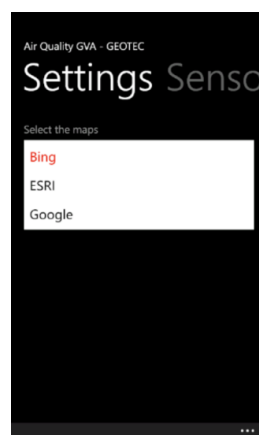 Air Quality GVA - GEOTEC
Settings Senso
Select the maps
Bing
ESRI
Google